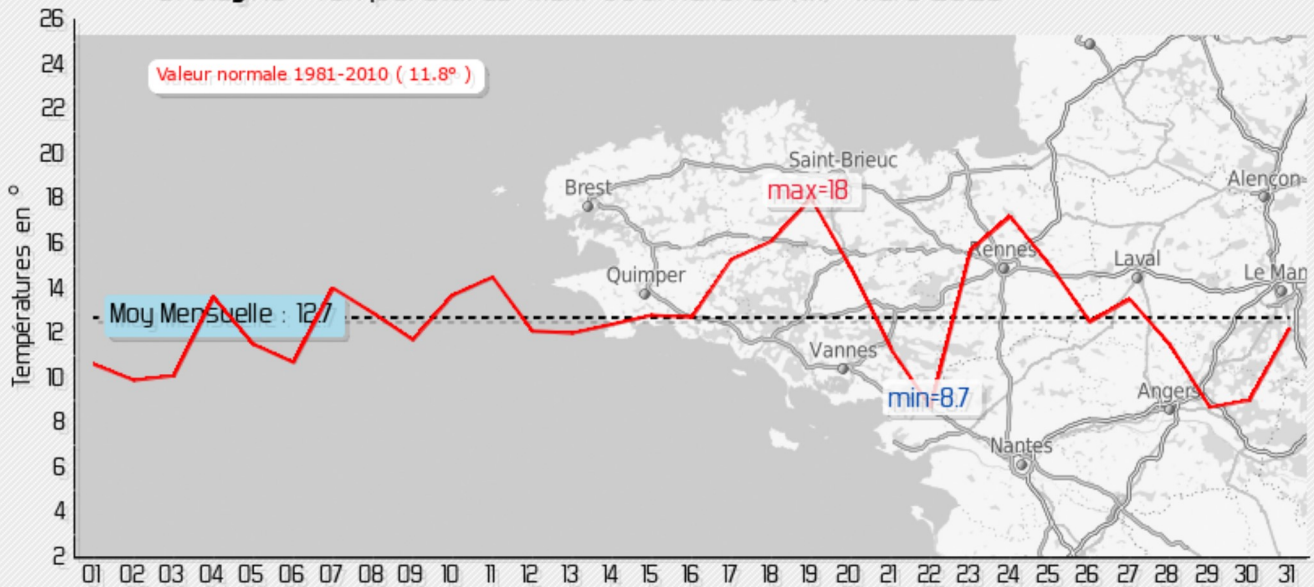 26
24
22
20
18
16
14
12
10
8
6
4
2
Températures en °
Valeur normale 1981-2010 ( 11.8° )
Moy Mensuelle : 12.7
max=18
min=8.7
Saint-Brieuc
Brest
Alençon
Rennes
Laval
Quimper
Le Man
Vannes
Angers
Nantes
01 02 03 04 05 06 07 08 09 10 11 12 13 14 15 16 17 18 19 20 21 22 23 24 25 26 27 28 29 30 31